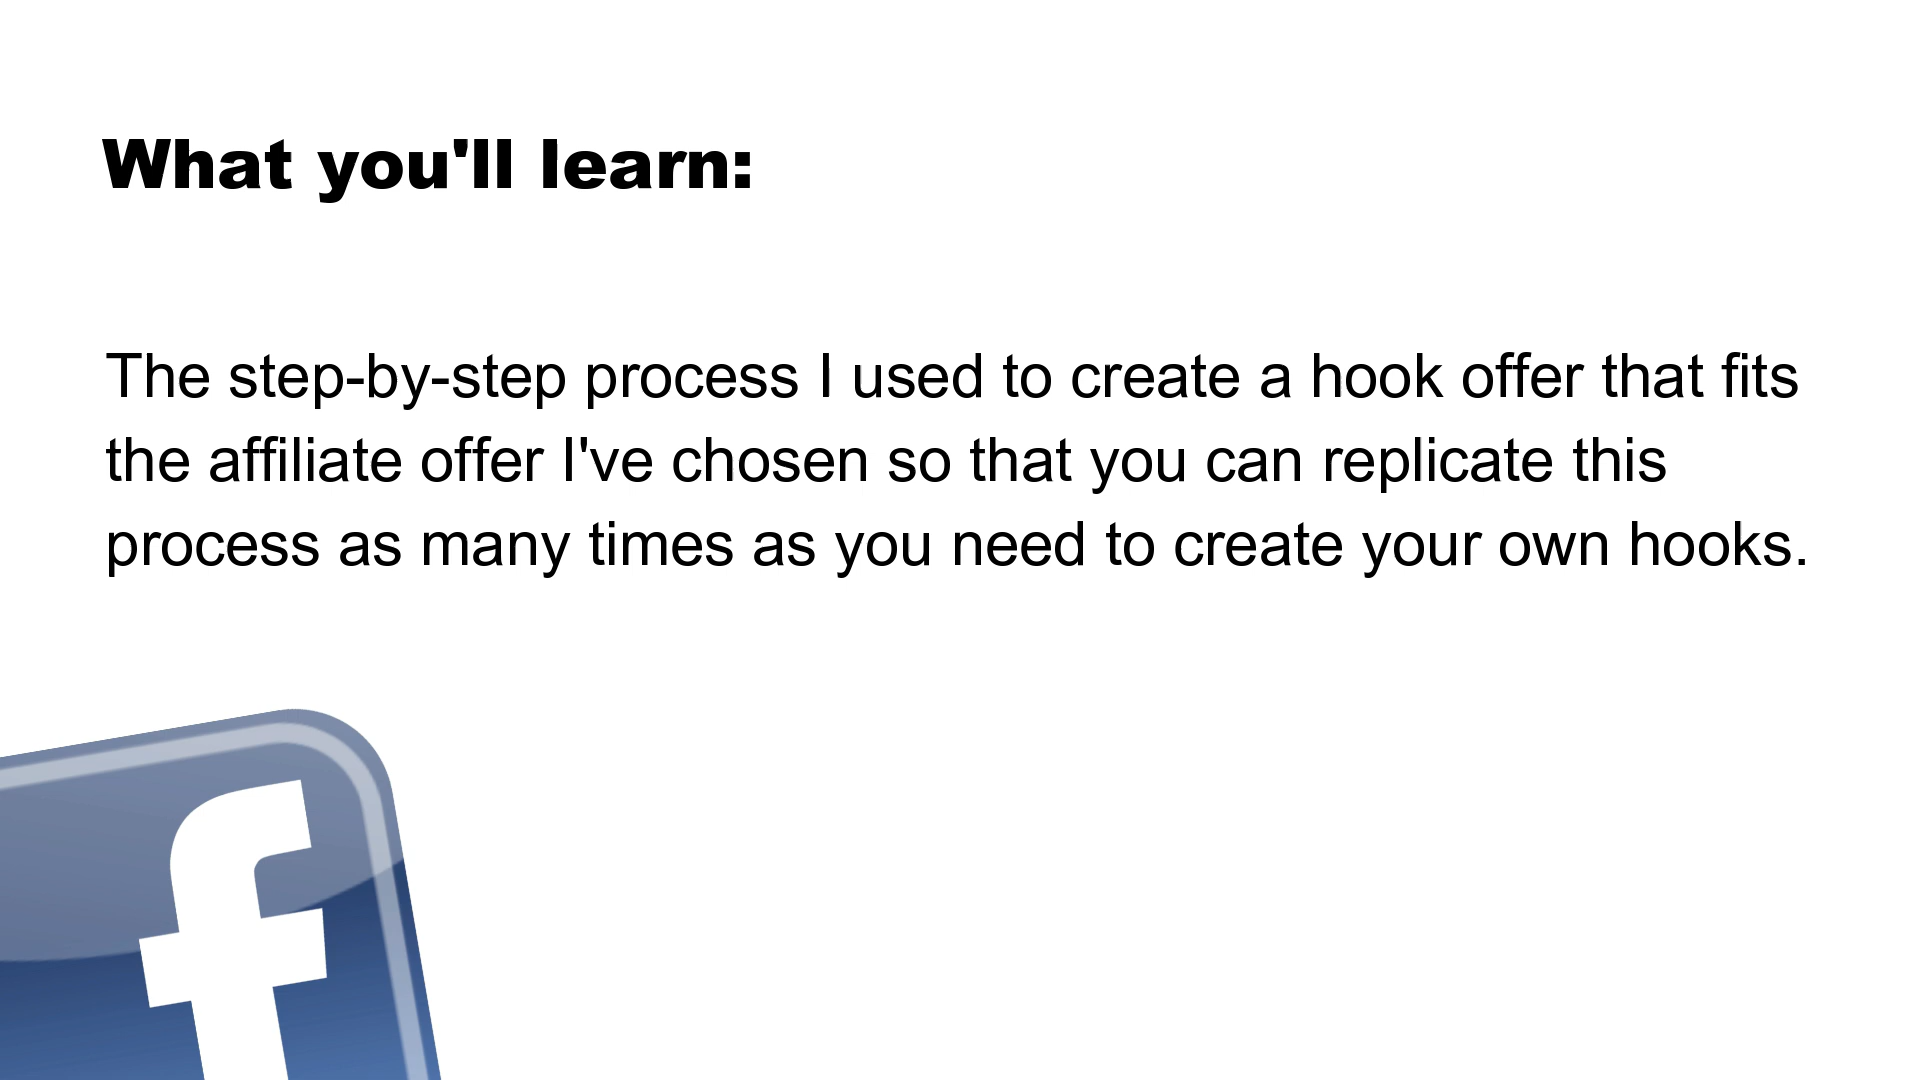 What you'll learn:
The step-by-step process I used to create a hook offer that fits
the affiliate offer I've chosen so that you can replicate this
process as many times as you need to create your own hooks.
f